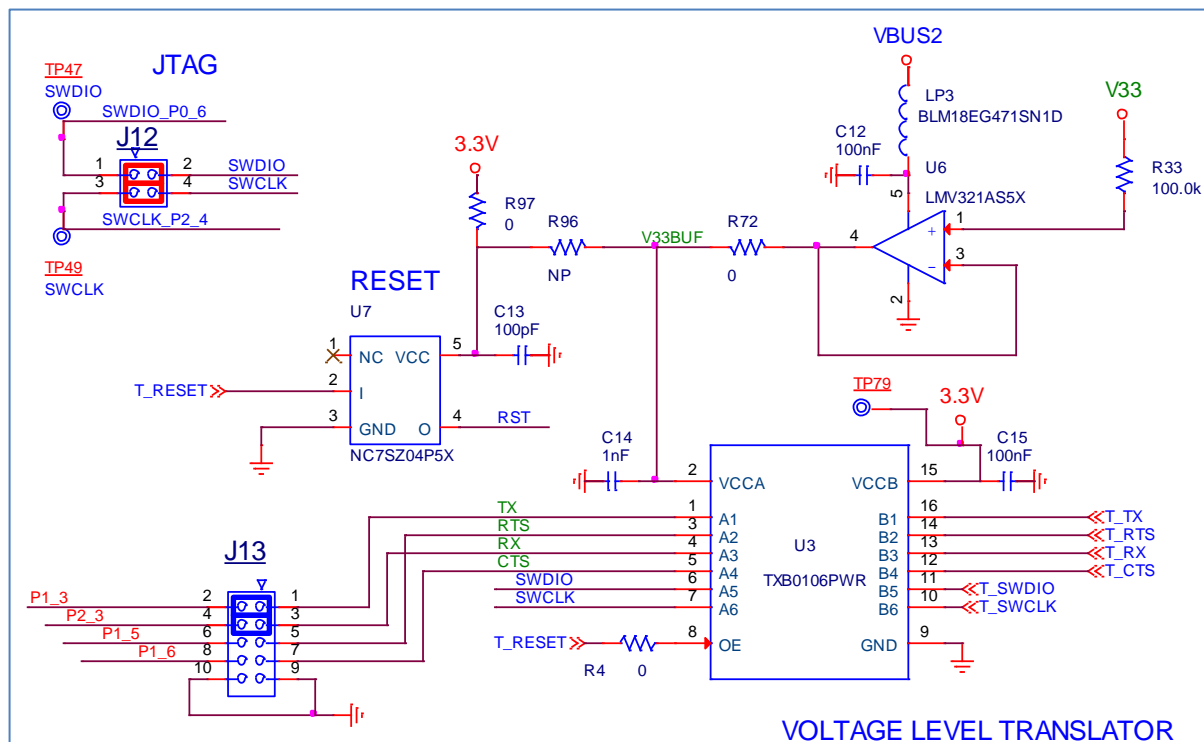 JTAG
TP47
SWDIO
SWDIO_P0_6
J12
1
2
SWDIO
3
4
SWCLK
SWCLK_P2_4
TP49
SWCLK
VBUS2
LP3
BLM18EG471SN1D
C12
100nF
U6
LMV321AS5X
5
+
1
4
−
3
2
V33
R33
100.0k
3.3V
R97
0
R96
NP
V33BUF
R72
0
RESET
U7
C13
100pF
1
NC
VCC
5
T_RESET
2
I
3
GND
O
4
RST
NC7SZ04P5X
TP79
3.3V
C14
1nF
C15
100nF
2
VCCA
VCCB
15
TX
1
A1
B1
16
T_TX
RTS
3
A2
B2
14
T_RTS
RX
4
A3
U3
B3
13
T_RX
CTS
5
A4
TXB0106PWR
B4
12
T_CTS
SWDIO
6
A5
B5
11
T_SWDIO
SWCLK
7
A6
B6
10
T_SWCLK
T_RESET
R4
0
8
OE
GND
9
J13
P1_3
2
1
P2_3
4
3
P1_5
6
5
P1_6
8
7
10
9
VOLTAGE LEVEL TRANSLATOR